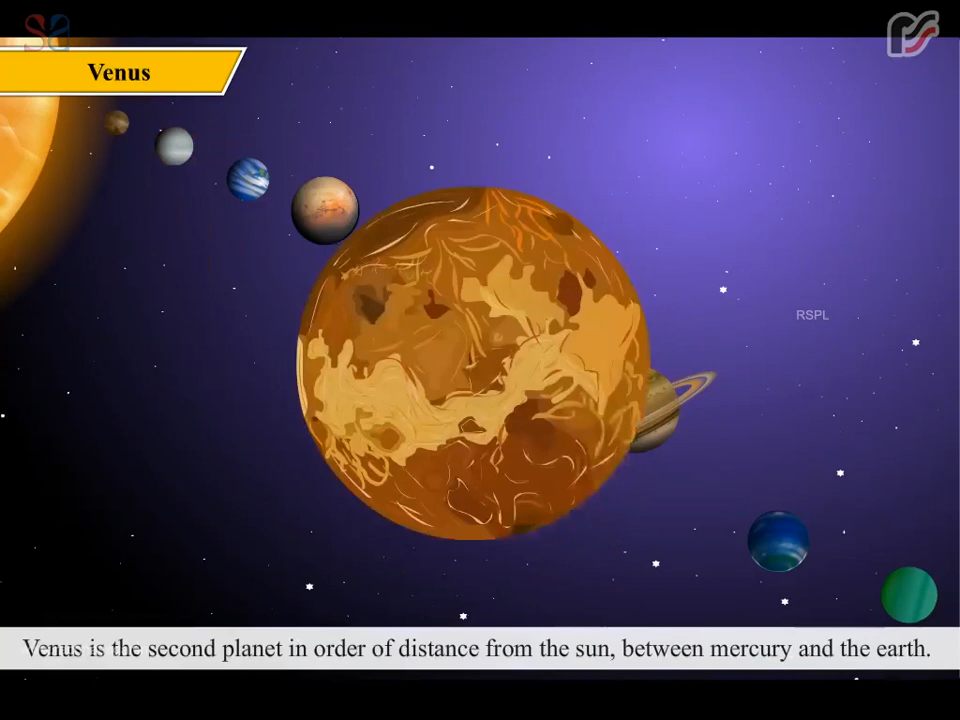 Venus
RSPL
Venus is the second planet in order of distance from the sun, between mercury and the earth.